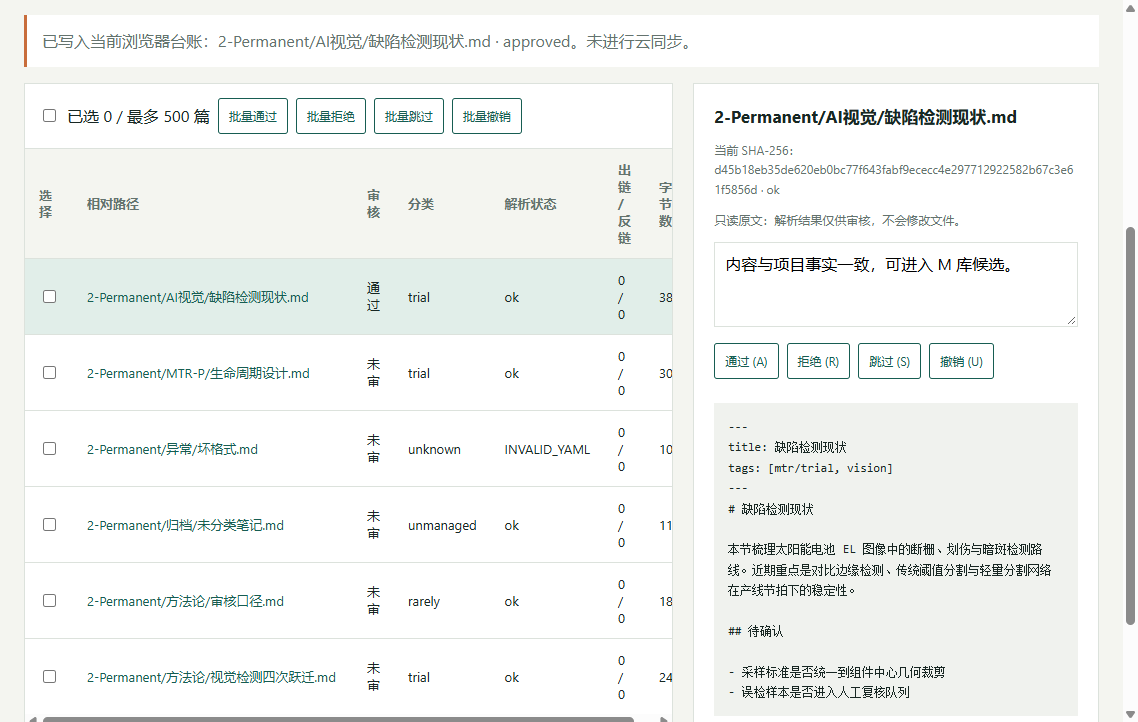 已写入当前浏览器台账：2-Permanent/AI视觉/缺陷检测现状.md · approved。未进行云同步。
已选 0 / 最多 500 篇 批量通过 批量拒绝 批量跳过 批量撤销
选择 相对路径 审核 分类 解析状态 出链 / 反链 字节数
2-Permanent/AI视觉/缺陷检测现状.md 通过 trial ok 0 / 0 38
2-Permanent/MTR-P/生命周期设计.md 未审 trial ok 0 / 0 30
2-Permanent/异常/坏格式.md 未审 unknown INVALID_YAML 0 / 0 10
2-Permanent/归档/未分类笔记.md 未审 unmanaged ok 0 / 0 11
2-Permanent/方法论/审核口径.md 未审 rarely ok 0 / 0 18
2-Permanent/方法论/视觉检测四次跃迁.md 未审 trial ok 0 / 0 24
2-Permanent/AI视觉/缺陷检测现状.md
当前 SHA-256:
d45b18eb35de620eb0bc77f643fabf9ececc4e297712922582b67c3e6
1f5856d · ok
只读原文：解析结果仅供审核，不会修改文件。
内容与项目事实一致，可进入 M 库候选。
通过 (A) 拒绝 (R) 跳过 (S) 撤销 (U)
---
title: 缺陷检测现状
tags: [mtr/trial, vision]
---
# 缺陷检测现状
本节梳理太阳能电池 EL 图像中的断栅、划伤与暗斑检测路
线。近期重点是对比边缘检测、传统阈值分割与轻量分割网络
在产线节拍下的稳定性。
## 待确认
- 采样标准是否统一到组件中心几何裁剪
- 误检样本是否进入人工复核队列